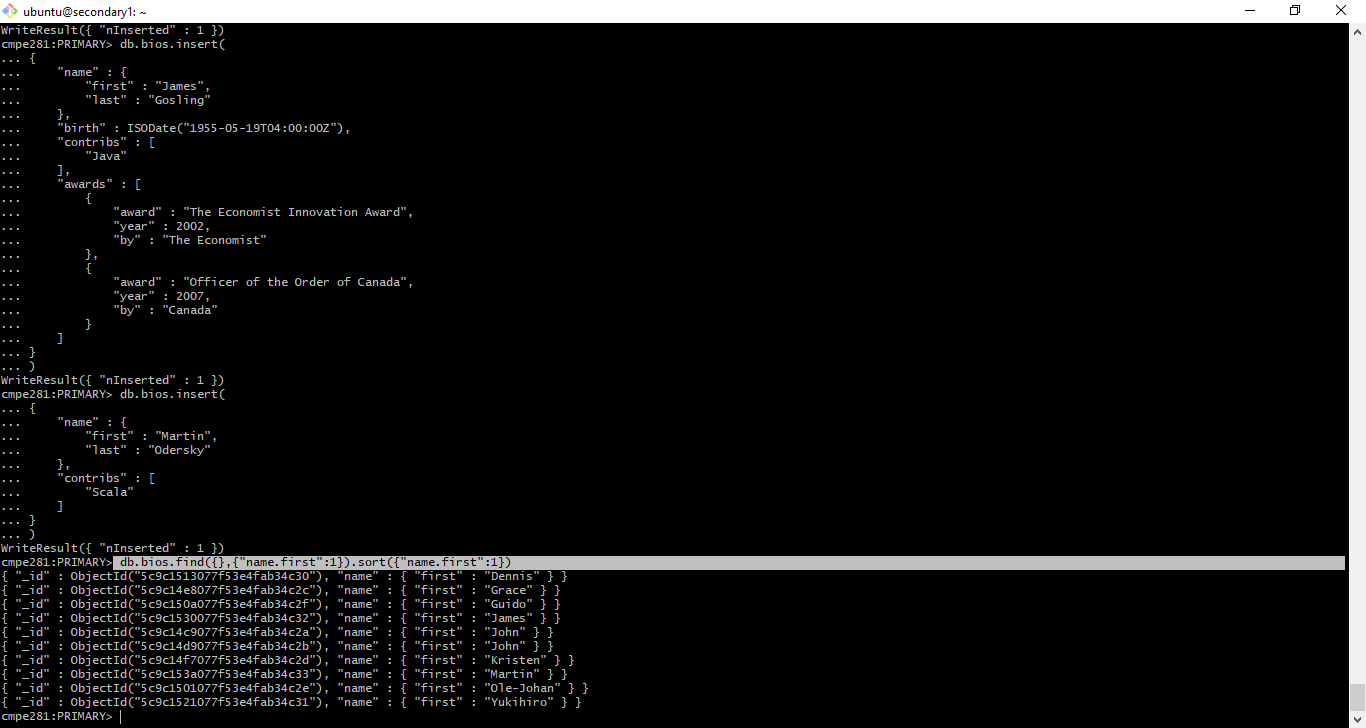 ubuntu@secondary1: ~
WriteResult({ "nInserted" : 1 })
cmpe281:PRIMARY> db.bios.insert(
... {
...     "name" : {
...         "first" : "James",
...         "last" : "Gosling"
...     },
...     "birth" : ISODate("1955-05-19T04:00:00Z"),
...     "contribs" : [
...         "Java"
...     ],
...     "awards" : [
...         {
...             "award" : "The Economist Innovation Award",
...             "year" : 2002,
...             "by" : "The Economist"
...         },
...         {
...             "award" : "Officer of the Order of Canada",
...             "year" : 2007,
...             "by" : "Canada"
...         }
...     ]
... }
... )
WriteResult({ "nInserted" : 1 })
cmpe281:PRIMARY> db.bios.insert(
... {
...     "name" : {
...         "first" : "Martin",
...         "last" : "Odersky"
...     },
...     "contribs" : [
...         "Scala"
...     ]
... }
... )
WriteResult({ "nInserted" : 1 })
cmpe281:PRIMARY> db.bios.find({},{"name.first":1}).sort({"name.first":1})
{ "_id" : ObjectId("5c9c1513077f53e4fab34c30"), "name" : { "first" : "Dennis" } }
{ "_id" : ObjectId("5c9c14e8077f53e4fab34c2c"), "name" : { "first" : "Grace" } }
{ "_id" : ObjectId("5c9c150a077f53e4fab34c2f"), "name" : { "first" : "Guido" } }
{ "_id" : ObjectId("5c9c1530077f53e4fab34c32"), "name" : { "first" : "James" } }
{ "_id" : ObjectId("5c9c14c9077f53e4fab34c2a"), "name" : { "first" : "John" } }
{ "_id" : ObjectId("5c9c14d9077f53e4fab34c2b"), "name" : { "first" : "John" } }
{ "_id" : ObjectId("5c9c14f7077f53e4fab34c2d"), "name" : { "first" : "Kristen" } }
{ "_id" : ObjectId("5c9c153a077f53e4fab34c33"), "name" : { "first" : "Martin" } }
{ "_id" : ObjectId("5c9c1501077f53e4fab34c2e"), "name" : { "first" : "Ole-Johan" } }
{ "_id" : ObjectId("5c9c1521077f53e4fab34c31"), "name" : { "first" : "Yukihiro" } }
cmpe281:PRIMARY>